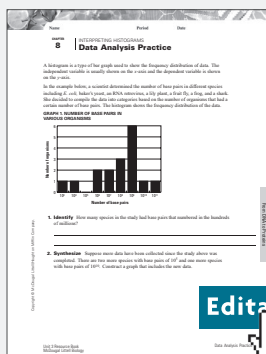 Name Period Date
CHAPTER
8
INTERPRETING HISTOGRAMS
Data Analysis Practice
A histogram is a type of bar graph used to show the frequency distribution of data. The
independent variable is usually shown on the x-axis and the dependent variable is shown
on the y-axis.
In the example below, a scientist determined the number of base pairs in different species
including E. coli, baker's yeast, an RNA retrovirus, a lily plant, a fruit fly, a frog, and a shark.
She decided to compile the data into categories based on the number of organisms that had a
certain number of base pairs. The histogram shows the frequency distribution of the data.
GRAPH 1. NUMBER OF BASE PAIRS IN
VARIOUS ORGANISMS
Number of organisms
Number of base pairs
1. Identify How many species in the study had base pairs that numbered in the hundreds
of millions?
2. Synthesize Suppose more data have been collected since the study above was
completed. There are two more species with base pairs of 10⁹ and one more species
with base pairs of 10¹⁰. Construct a graph that includes the new data.
Unit 3 Resource Book
McDougal Littell Biology
Data Analysis Practice
Edita